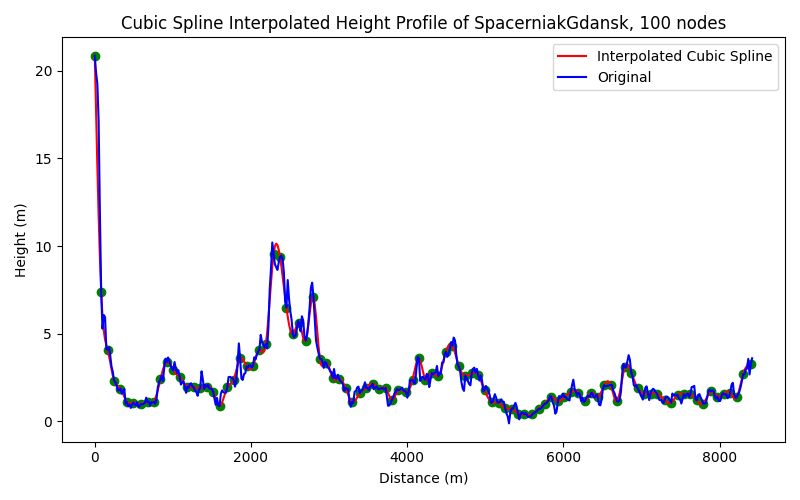 Cubic Spline Interpolated Height Profile of SpacerniakGdansk, 100 nodes
Interpolated Cubic Spline
Original
Height (m)
20
15
10
5
0
0 2000 4000 6000 8000
Distance (m)